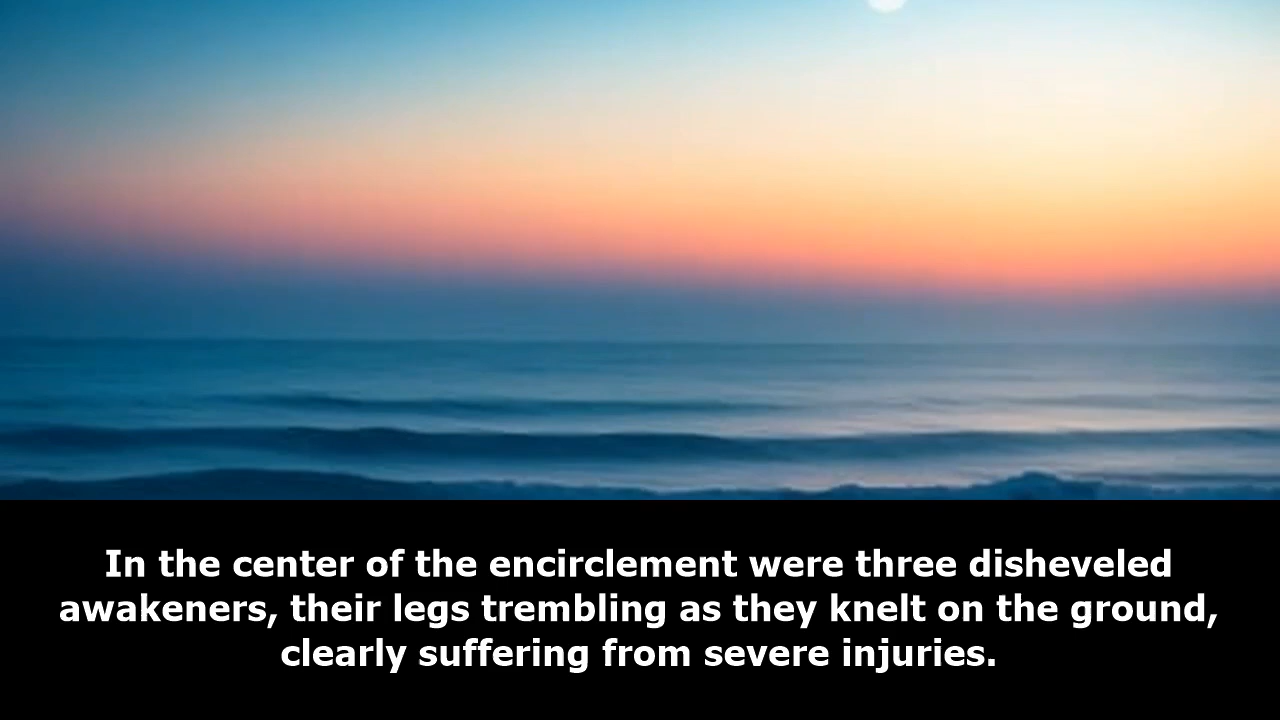 In the center of the encirclement were three disheveled
awakeners, their legs trembling as they knelt on the ground,
clearly suffering from severe injuries.